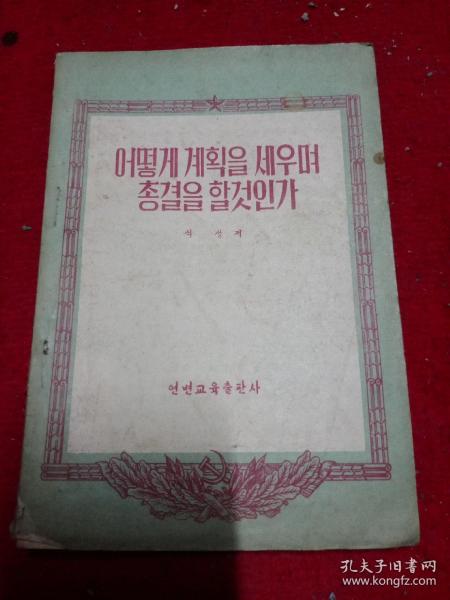 어떻게 계획을 세우며
총결을 할것인가
연변교육출판사
孔夫子旧书网
www.kongfz.com